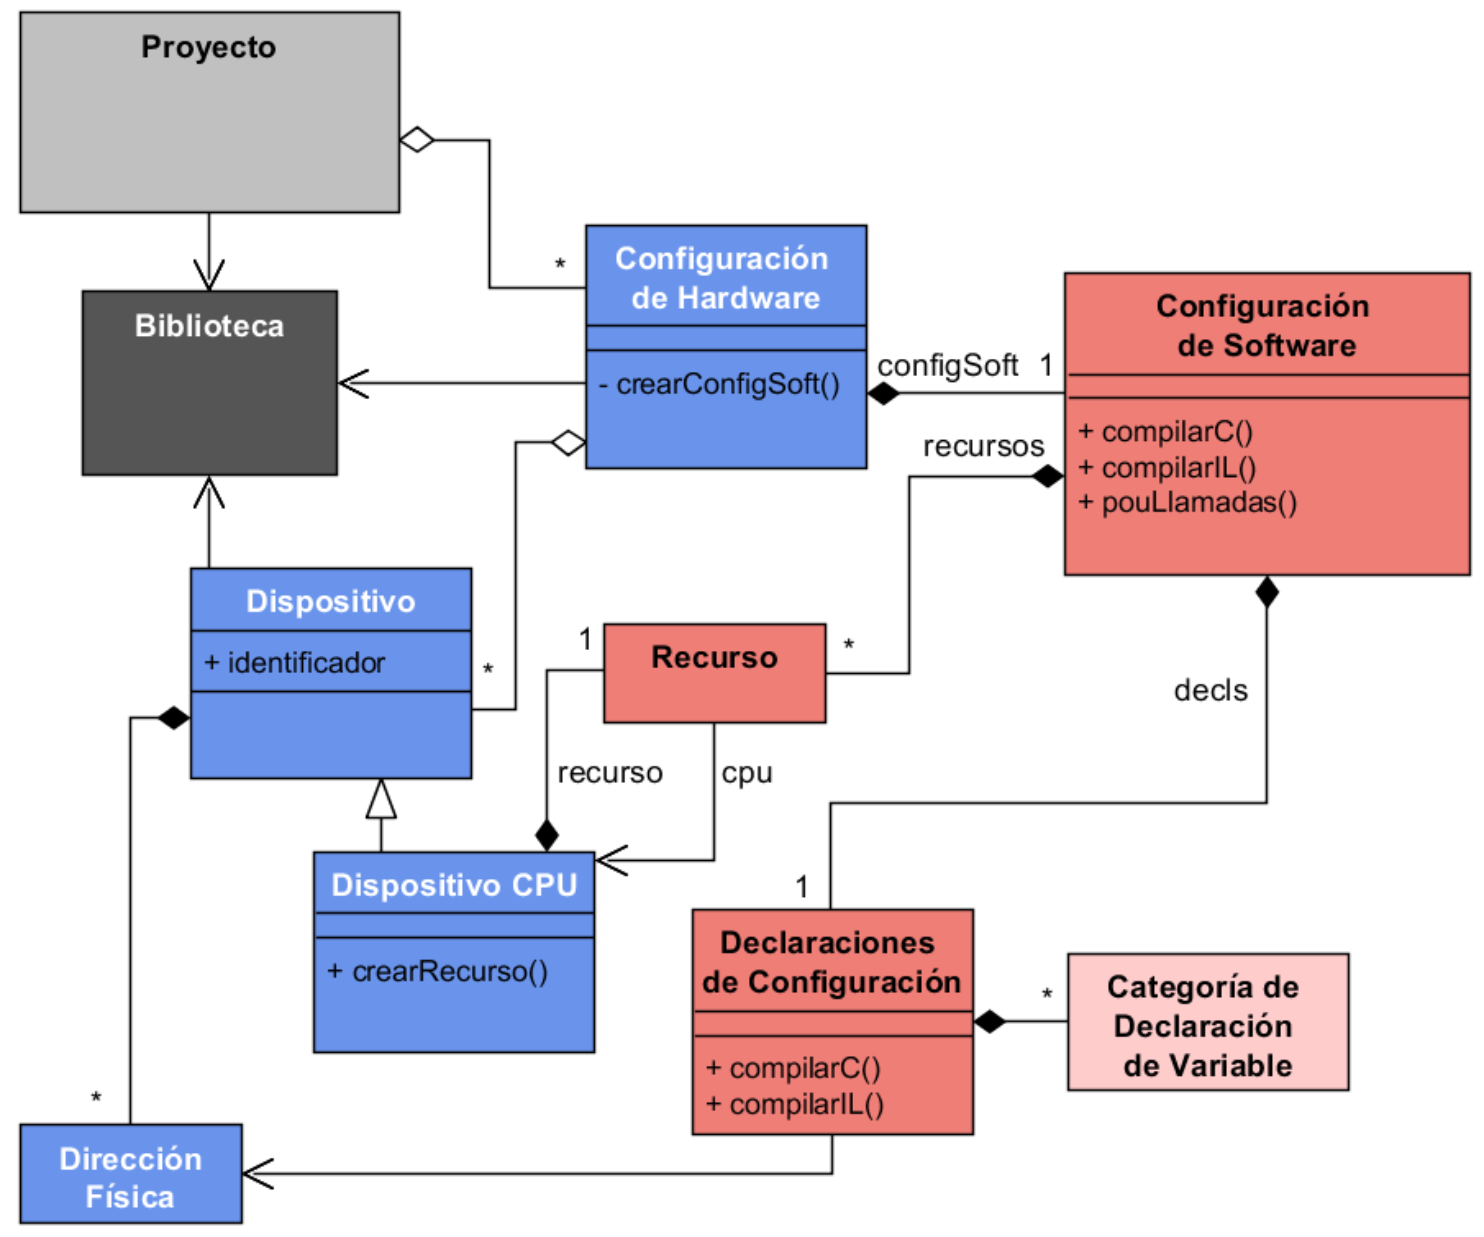 Proyecto
*
Configuración
de Hardware
- crearConfigSoft()
Biblioteca
configSoft 1
Configuración
de Software
+ compilarC()
+ compilarIL()
+ pouLlamadas()
recursos
Dispositivo
+ identificador
*
1
Recurso
*
decls
recurso
cpu
Dispositivo CPU
+ crearRecurso()
1
Declaraciones
de Configuración
+ compilarC()
+ compilarIL()
*
Categoría de
Declaración
de Variable
*
Dirección
Física